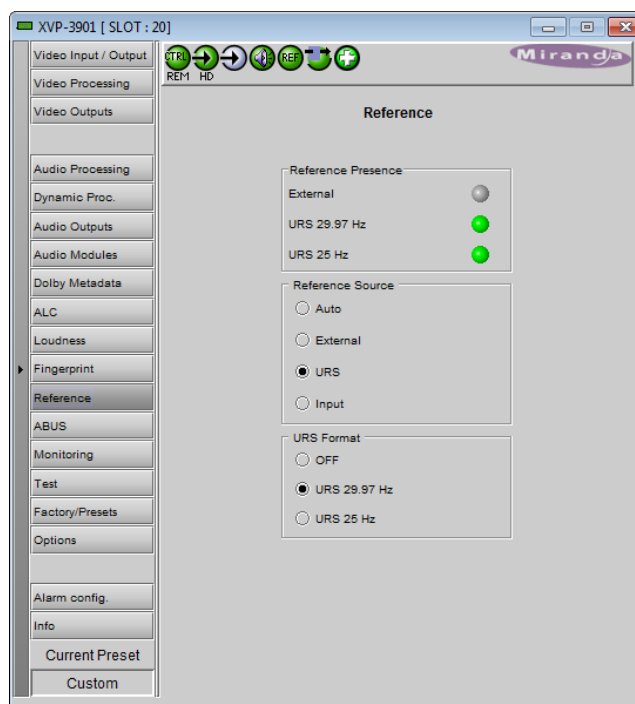 XVP-3901 [ SLOT : 20]
Video Input / Output
Video Processing
Video Outputs
Audio Processing
Dynamic Proc.
Audio Outputs
Audio Modules
Dolby Metadata
ALC
Loudness
Fingerprint
Reference
ABUS
Monitoring
Test
Factory/Presets
Options
Alarm config.
Info
Current Preset
Custom
CTRL
REF
REM HD
Miranda
Reference
Reference Presence
External
URS 29.97 Hz
URS 25 Hz
Reference Source
Auto
External
URS
Input
URS Format
OFF
URS 29.97 Hz
URS 25 Hz